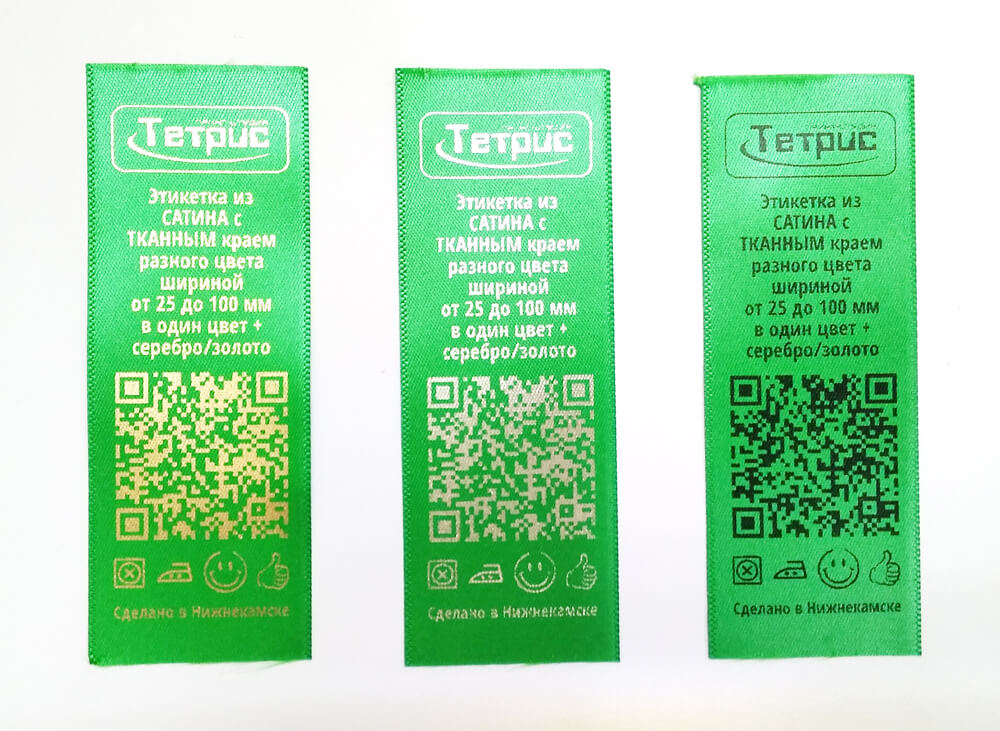 Тетрис
Этикетка из
САТИНА с
ТКАННЫМ краем
разного цвета
шириной
от 25 до 100 мм
в один цвет +
серебро/золото
Сделано в Нижнекамске
Тетрис
Этикетка из
САТИНА с
ТКАННЫМ краем
разного цвета
шириной
от 25 до 100 мм
в один цвет +
серебро/золото
Сделано в Нижнекамске
Тетрис
Этикетка из
САТИНА с
ТКАННЫМ краем
разного цвета
шириной
от 25 до 100 мм
в один цвет +
серебро/золото
Сделано в Нижнекамске